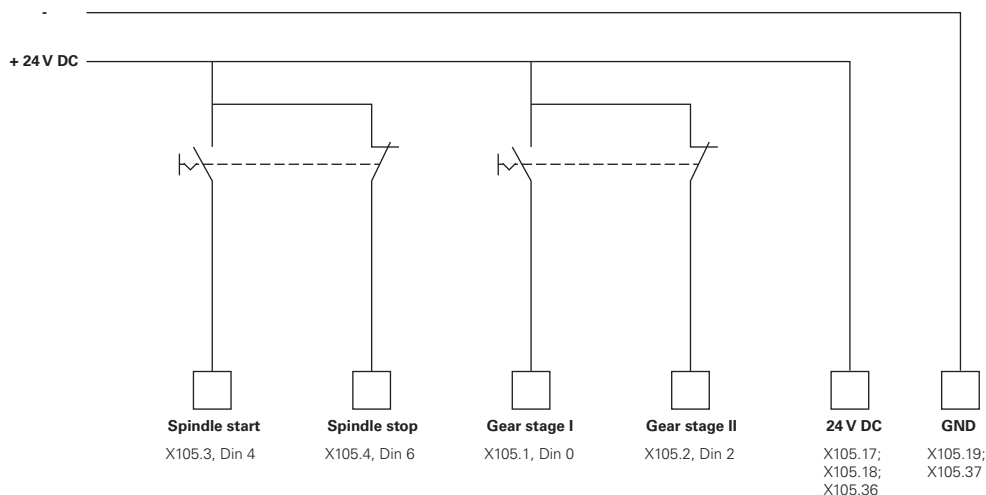 -
+ 24 V DC
Spindle start
X105.3, Din 4
Spindle stop
X105.4, Din 6
Gear stage I
X105.1, Din 0
Gear stage II
X105.2, Din 2
24 V DC
X105.17;
X105.18;
X105.36
GND
X105.19;
X105.37